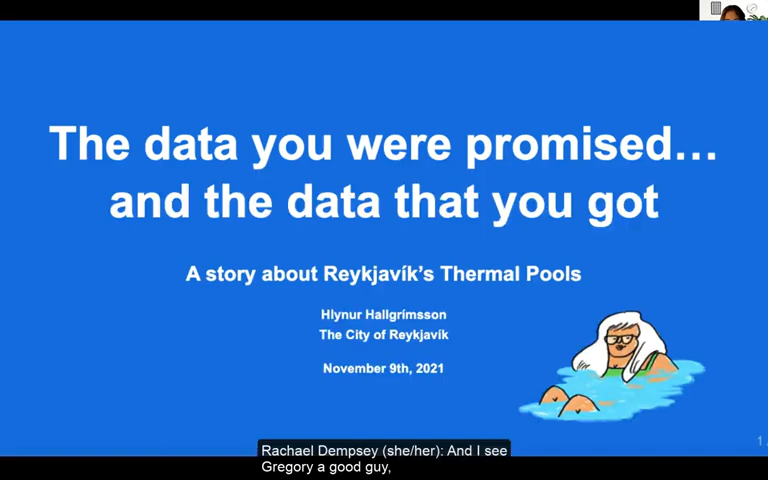 The data you were promised...
and the data that you got
A story about Reykjavík's Thermal Pools
Hlynur Hallgrímsson
The City of Reykjavík
November 9th, 2021
1
Rachael Dempsey (she/her): And I see
Gregory a good guy,